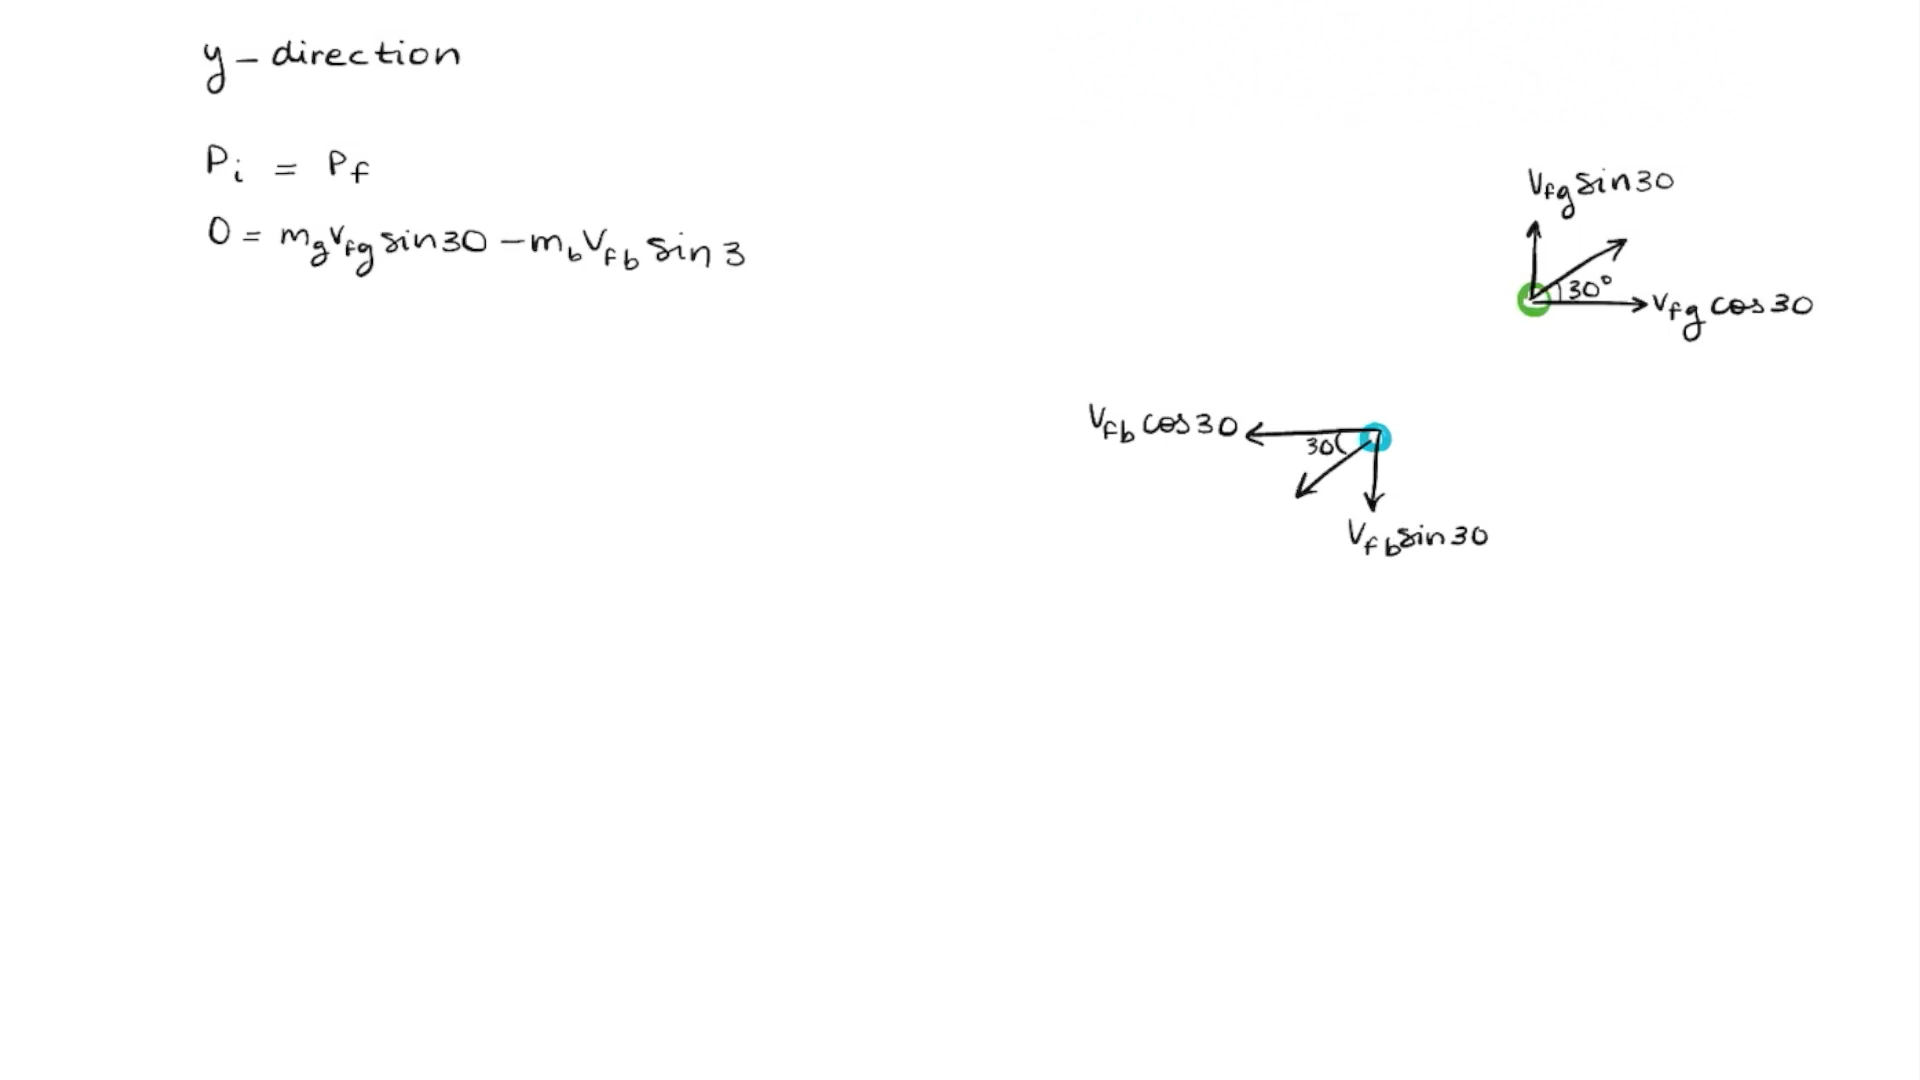 y - direction
Pi = Pf
0 = mgvfg sin30 - mbVfb sin 3
Vfg sin30
30°
Vfg cos30
Vfb cos30
30
Vfb sin30